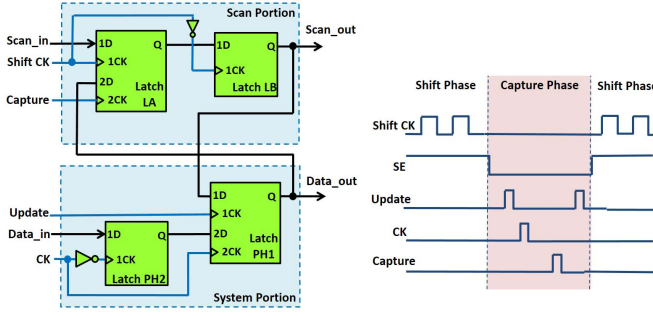 Scan Portion
Scan_in
Shift CK
Capture
1D
Q
1CK
2D
Latch
LA
2CK
1D
Q
1CK
Latch LB
Scan_out
Update
Data_in
CK
1D
Q
1CK
Latch PH2
1D
Q
1CK
2D
Latch
2CK
PH1
Data_out
System Portion
Shift Phase
Capture Phase
Shift Phase
Shift CK
SE
Update
CK
Capture